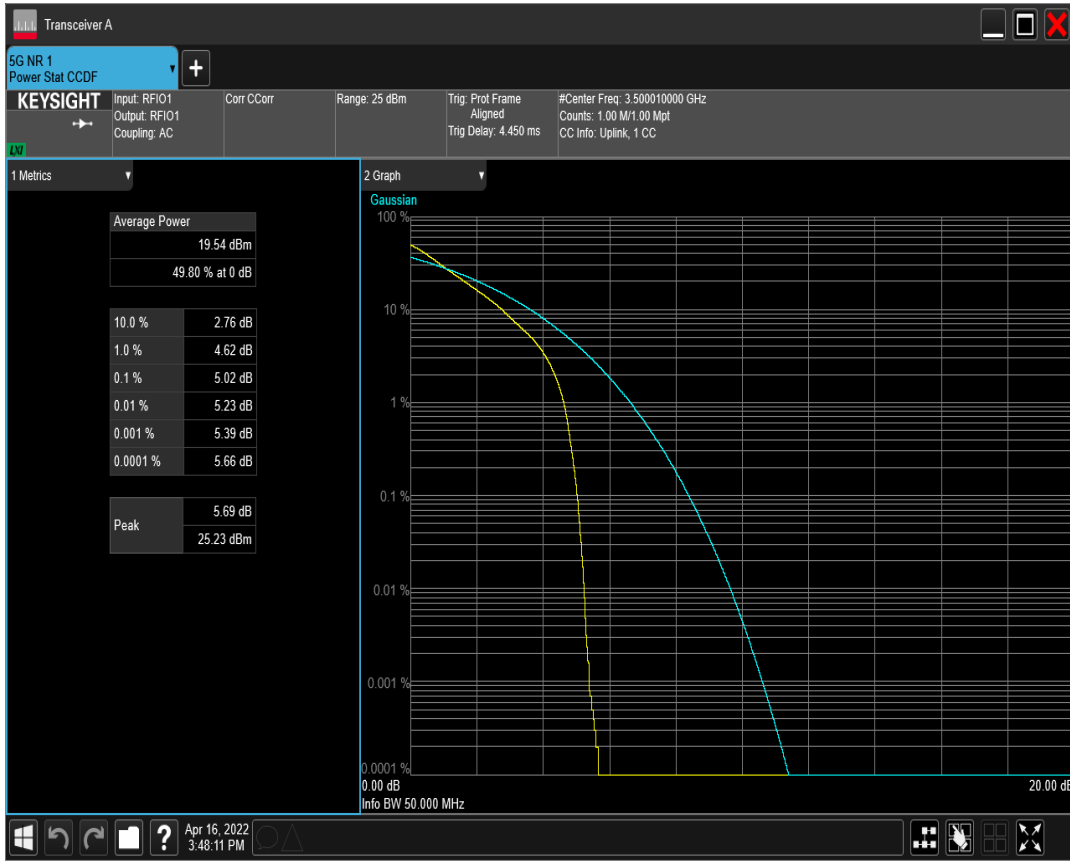 Transceiver A
5G NR 1
Power Stat CCDF
+
KEYSIGHT
LXI
Input: RFIO1
Output: RFIO1
Coupling: AC
Corr CCorr
Range: 25 dBm
Trig: Prot Frame
Aligned
Trig Delay: 4.450 ms
#Center Freq: 3.500010000 GHz
Counts: 1.00 M/1.00 Mpt
CC Info: Uplink, 1 CC
1 Metrics
Average Power
19.54 dBm
49.80 % at 0 dB
10.0 % 2.76 dB
1.0 % 4.62 dB
0.1 % 5.02 dB
0.01 % 5.23 dB
0.001 % 5.39 dB
0.0001 % 5.66 dB
Peak
5.69 dB
25.23 dBm
2 Graph
Gaussian
100 %
10 %
1 %
0.1 %
0.01 %
0.001 %
0.0001 %
0.00 dB 20.00 dB
Info BW 50.000 MHz
?
Apr 16, 2022
3:48:11 PM